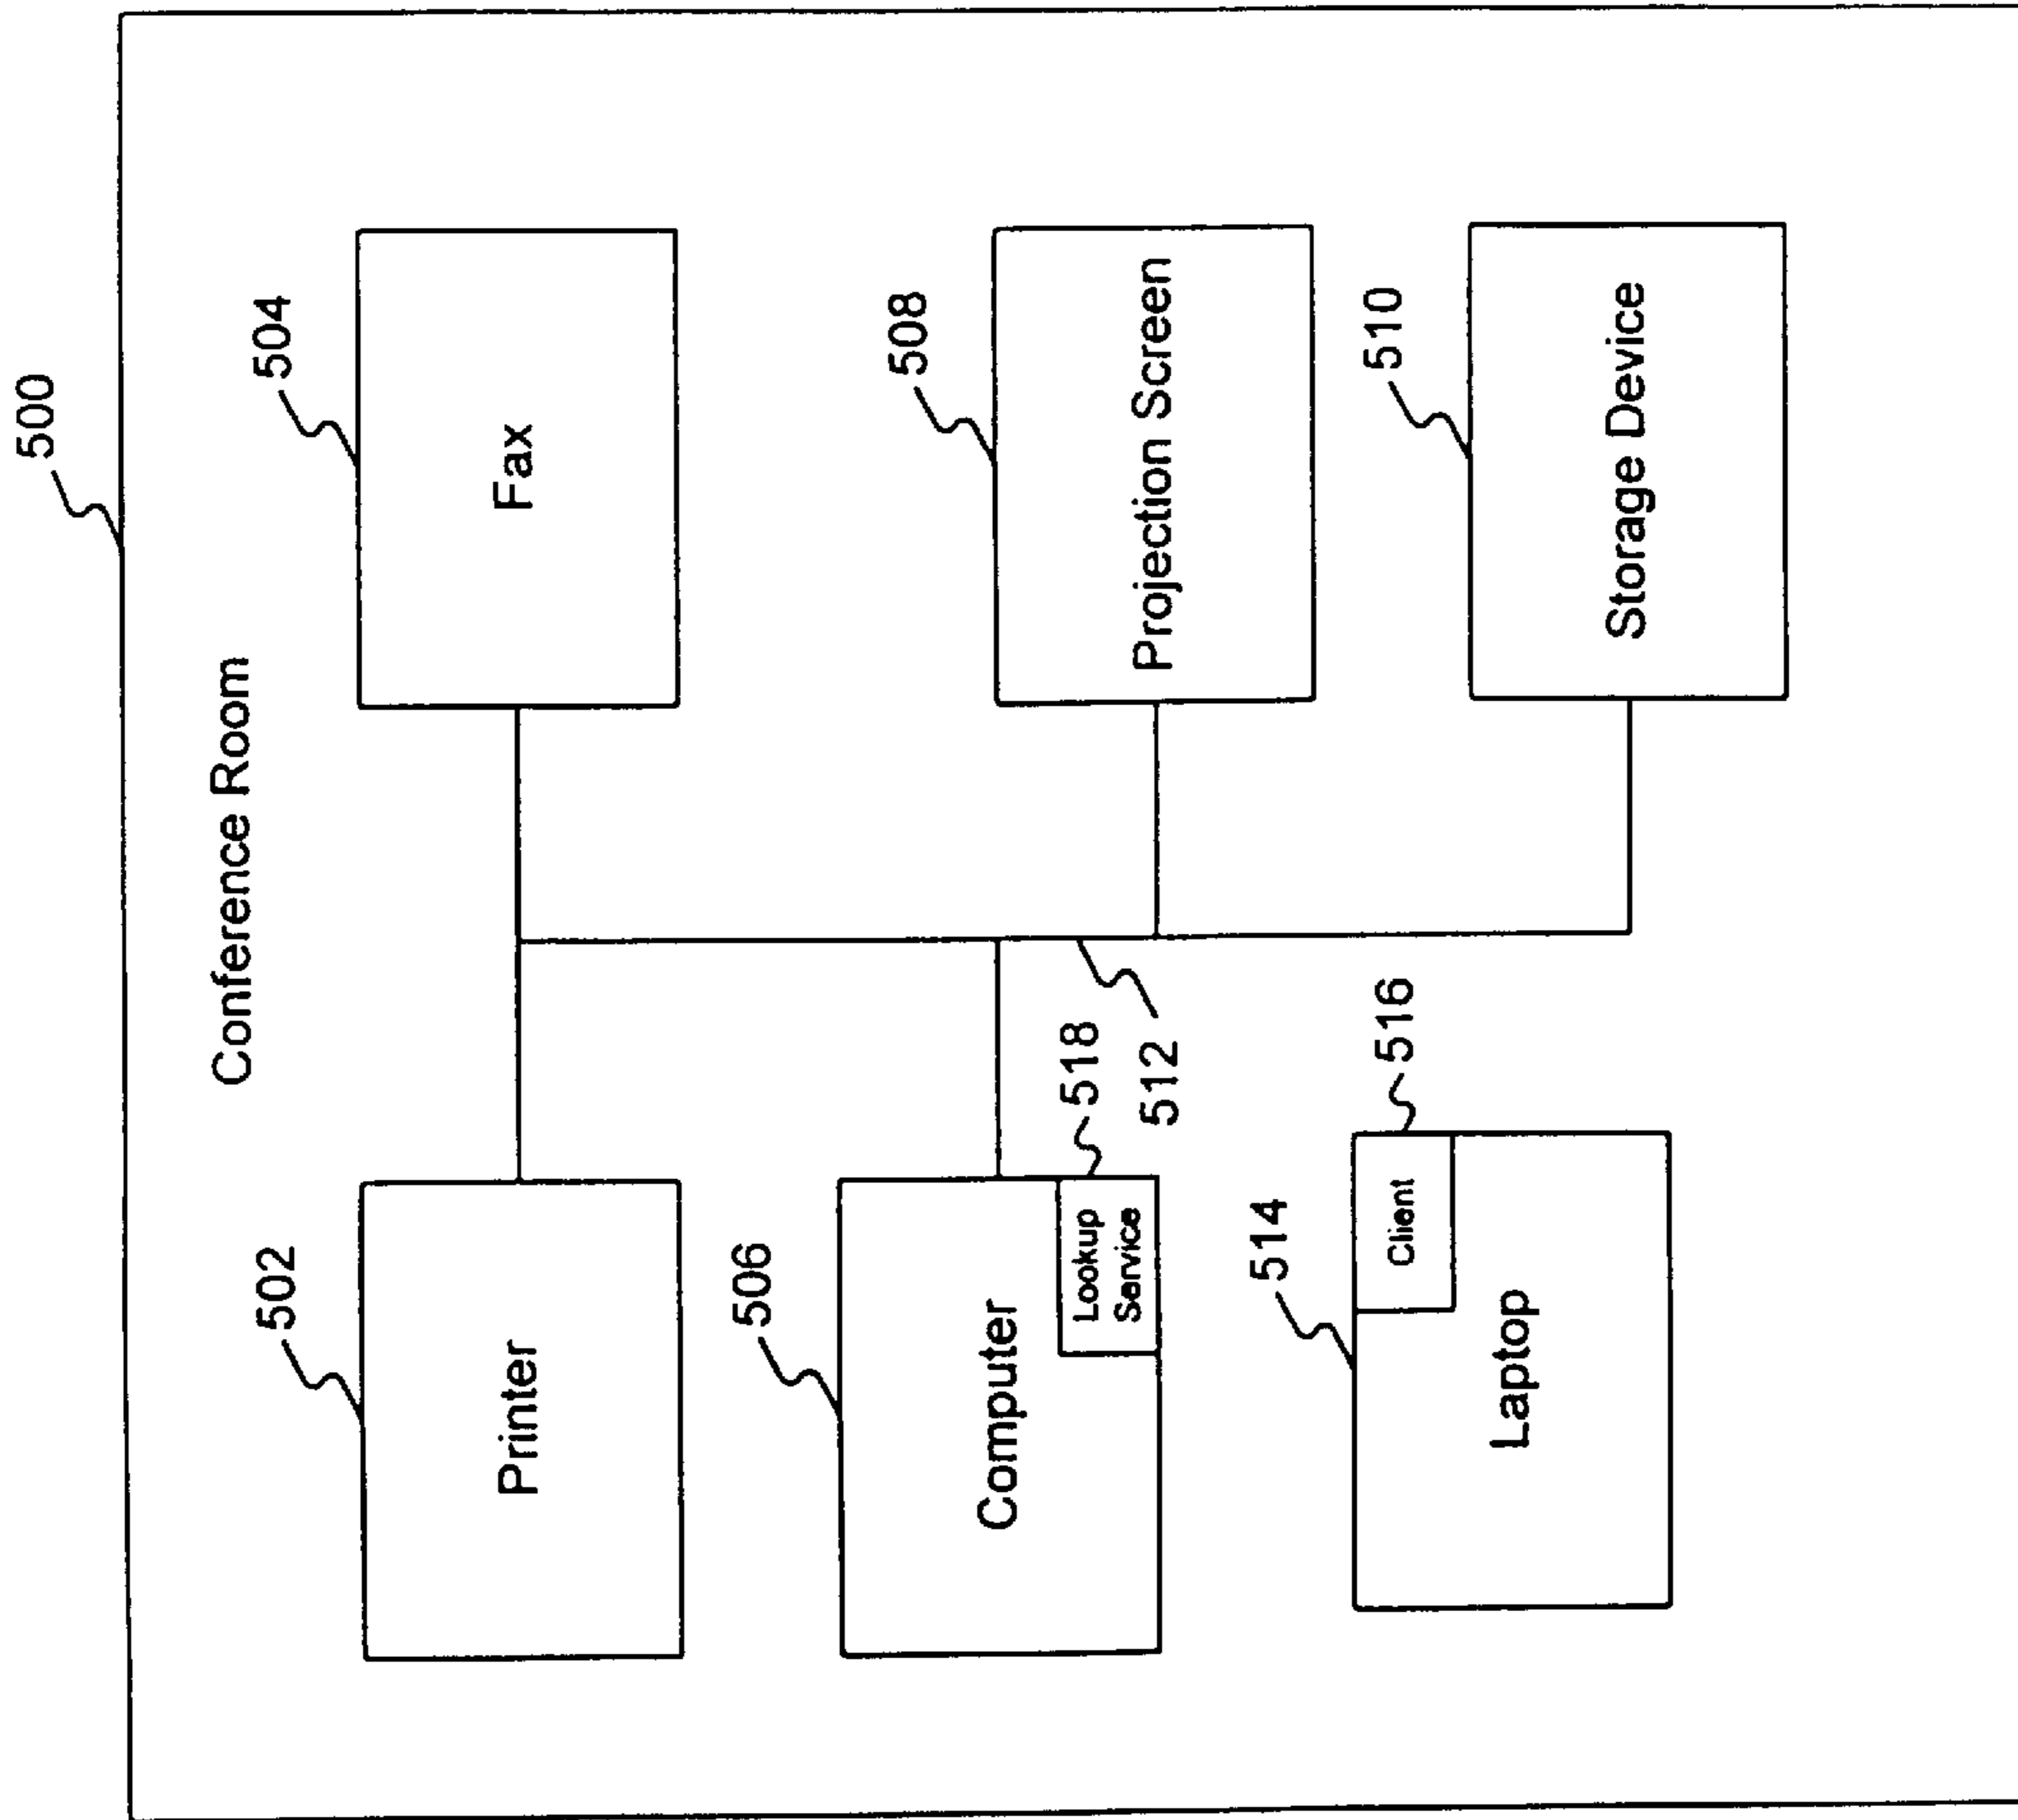 500
Conference Room
502
Printer
504
Fax
506
Computer
Lookup
Service
518
512
508
Projection Screen
514
Client
516
Laptop
510
Storage Device